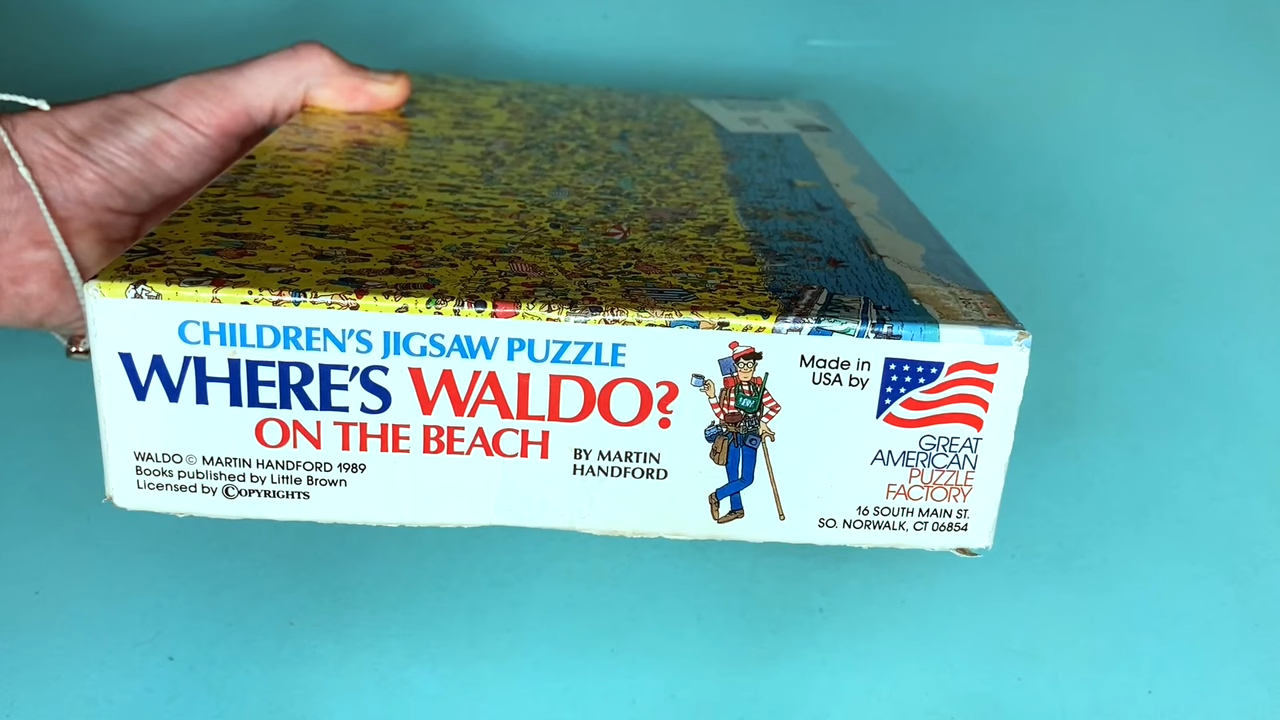 CHILDREN'S JIGSAW PUZZLE
WHERE'S WALDO?
ON THE BEACH
BY MARTIN
HANDFORD
WALDO © MARTIN HANDFORD 1989
Books published by Little Brown
Licensed by ©OPYRIGHTS
Made in
USA by
GREAT
AMERICAN
PUZZLE
FACTORY
16 SOUTH MAIN ST.
SO. NORWALK, CT 06854